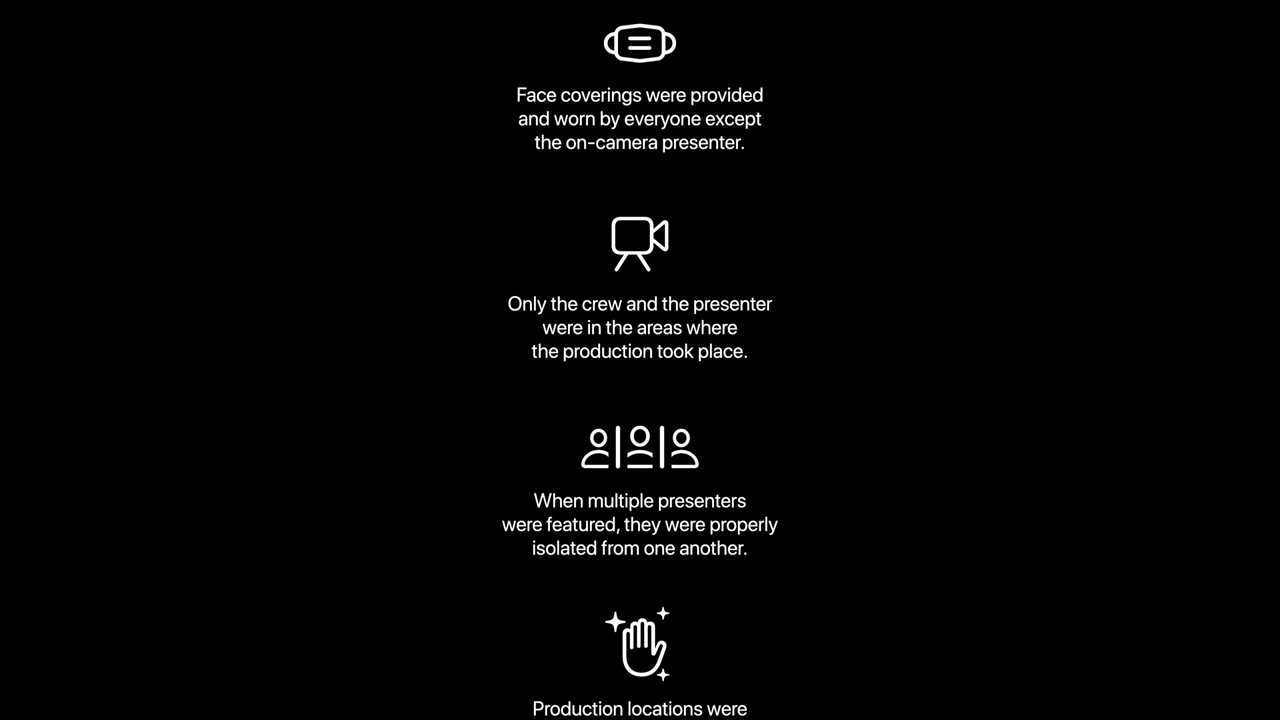 Face coverings were provided
and worn by everyone except
the on-camera presenter.
Only the crew and the presenter
were in the areas where
the production took place.
When multiple presenters
were featured, they were properly
isolated from one another.
Production locations were